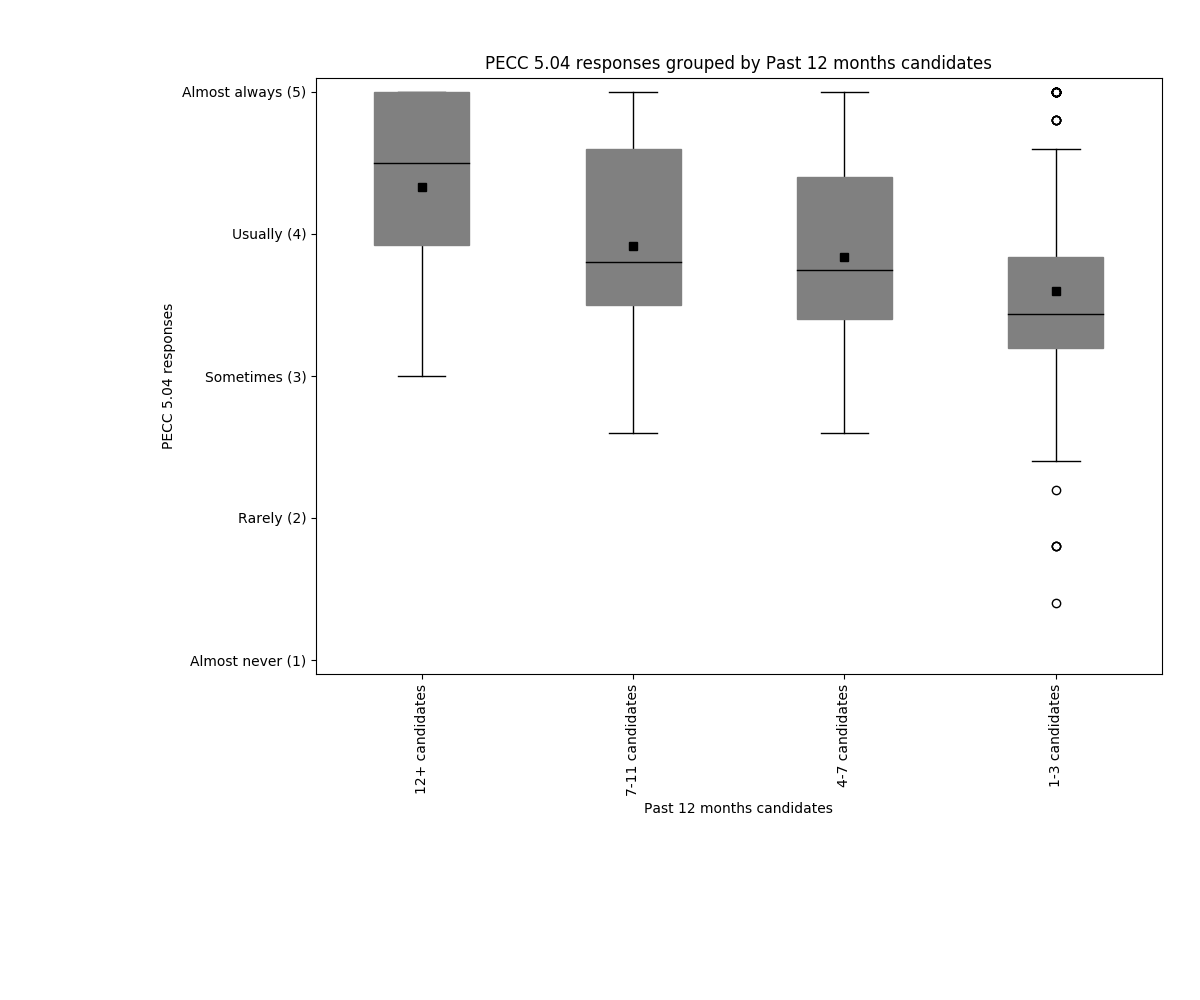 PECC 5.04 responses grouped by Past 12 months candidates
Almost always (5)
Usually (4)
Sometimes (3)
Rarely (2)
Almost never (1)
PECC 5.04 responses
12+ candidates
7-11 candidates
4-7 candidates
1-3 candidates
Past 12 months candidates